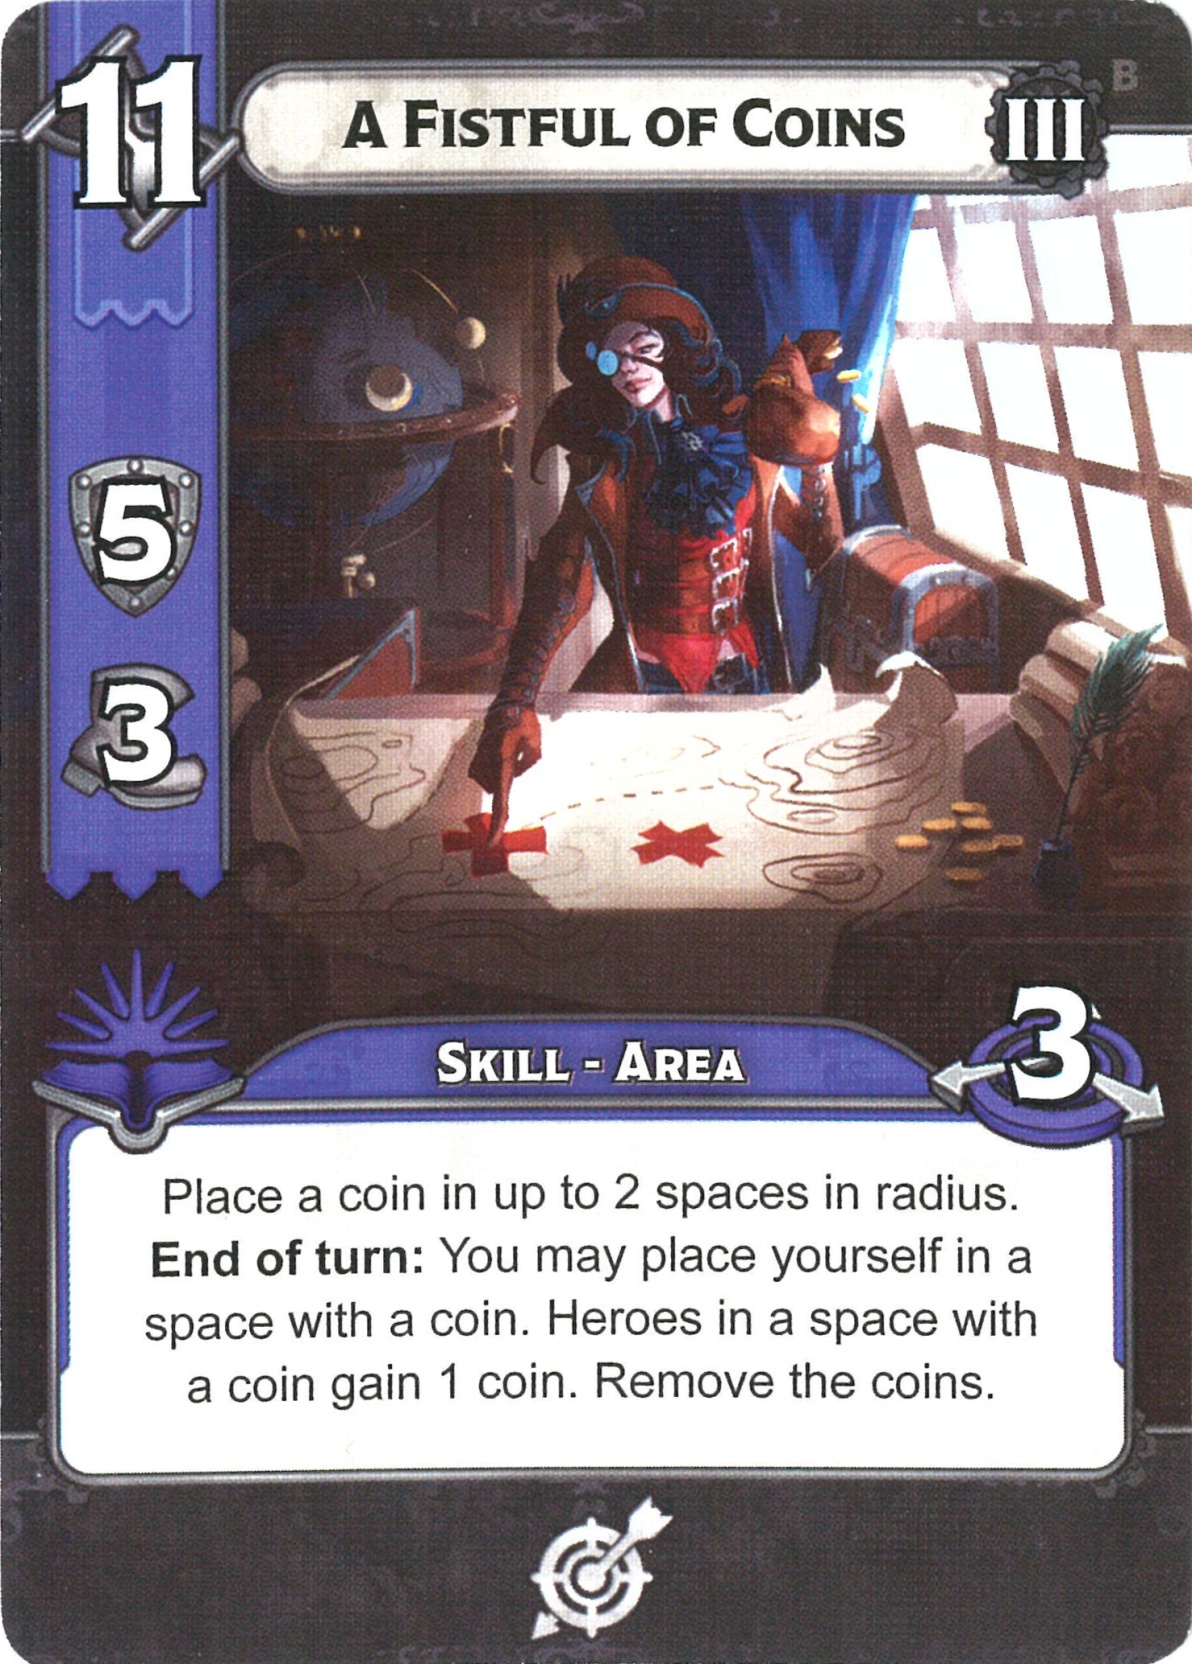 11
A FISTFUL OF COINS
III
B
5
3
SKILL - AREA
3
Place a coin in up to 2 spaces in radius.
End of turn: You may place yourself in a
space with a coin. Heroes in a space with
a coin gain 1 coin. Remove the coins.